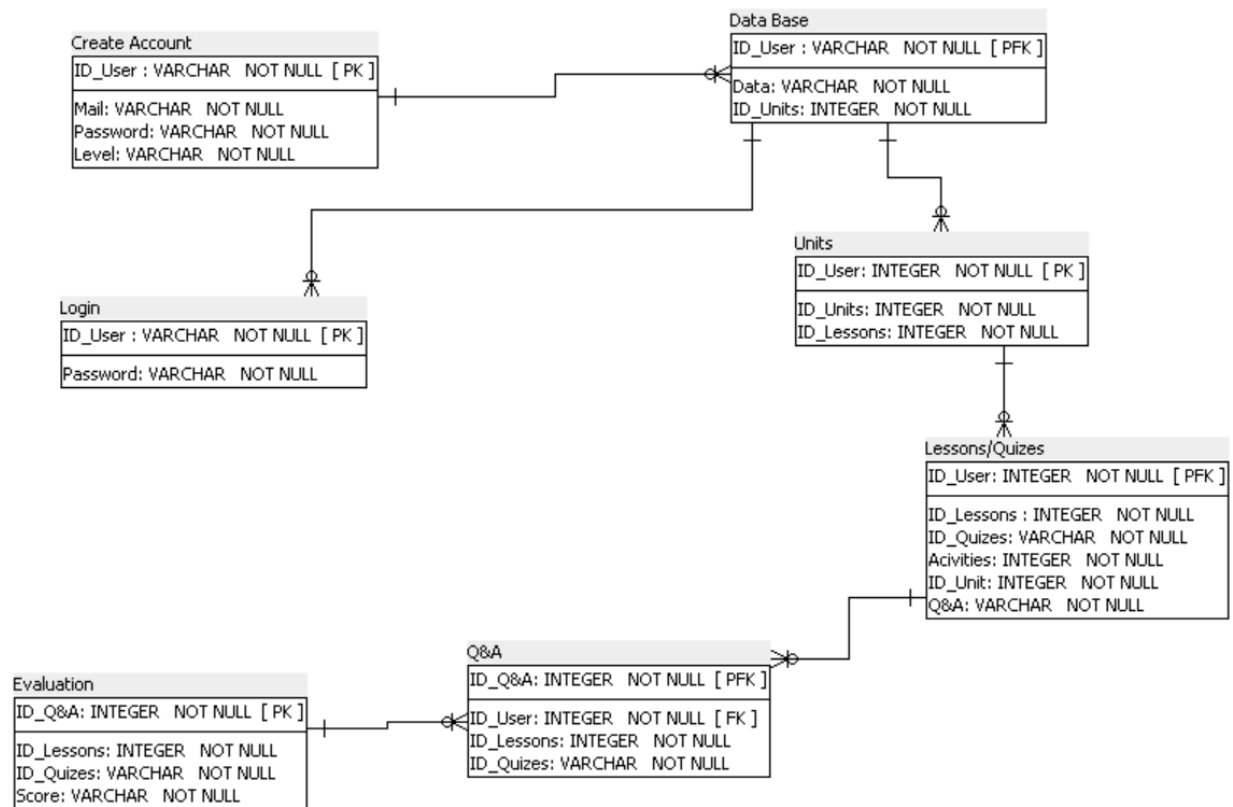 Create Account
ID_User : VARCHAR NOT NULL [ PK ]
Mail: VARCHAR NOT NULL
Password: VARCHAR NOT NULL
Level: VARCHAR NOT NULL
Data Base
ID_User : VARCHAR NOT NULL [ PFK ]
Data: VARCHAR NOT NULL
ID_Units: INTEGER NOT NULL
Login
ID_User : VARCHAR NOT NULL [ PK ]
Password: VARCHAR NOT NULL
Units
ID_User: INTEGER NOT NULL [ PK ]
ID_Units: INTEGER NOT NULL
ID_Lessons: INTEGER NOT NULL
Lessons/Quizes
ID_User: INTEGER NOT NULL [ PFK ]
ID_Lessons : INTEGER NOT NULL
ID_Quizes: VARCHAR NOT NULL
Acivities: INTEGER NOT NULL
ID_Unit: INTEGER NOT NULL
Q&A: VARCHAR NOT NULL
Q&A
ID_Q&A: INTEGER NOT NULL [ PFK ]
ID_User: INTEGER NOT NULL [ FK ]
ID_Lessons: INTEGER NOT NULL
ID_Quizes: VARCHAR NOT NULL
Evaluation
ID_Q&A: INTEGER NOT NULL [ PK ]
ID_Lessons: INTEGER NOT NULL
ID_Quizes: VARCHAR NOT NULL
Score: VARCHAR NOT NULL